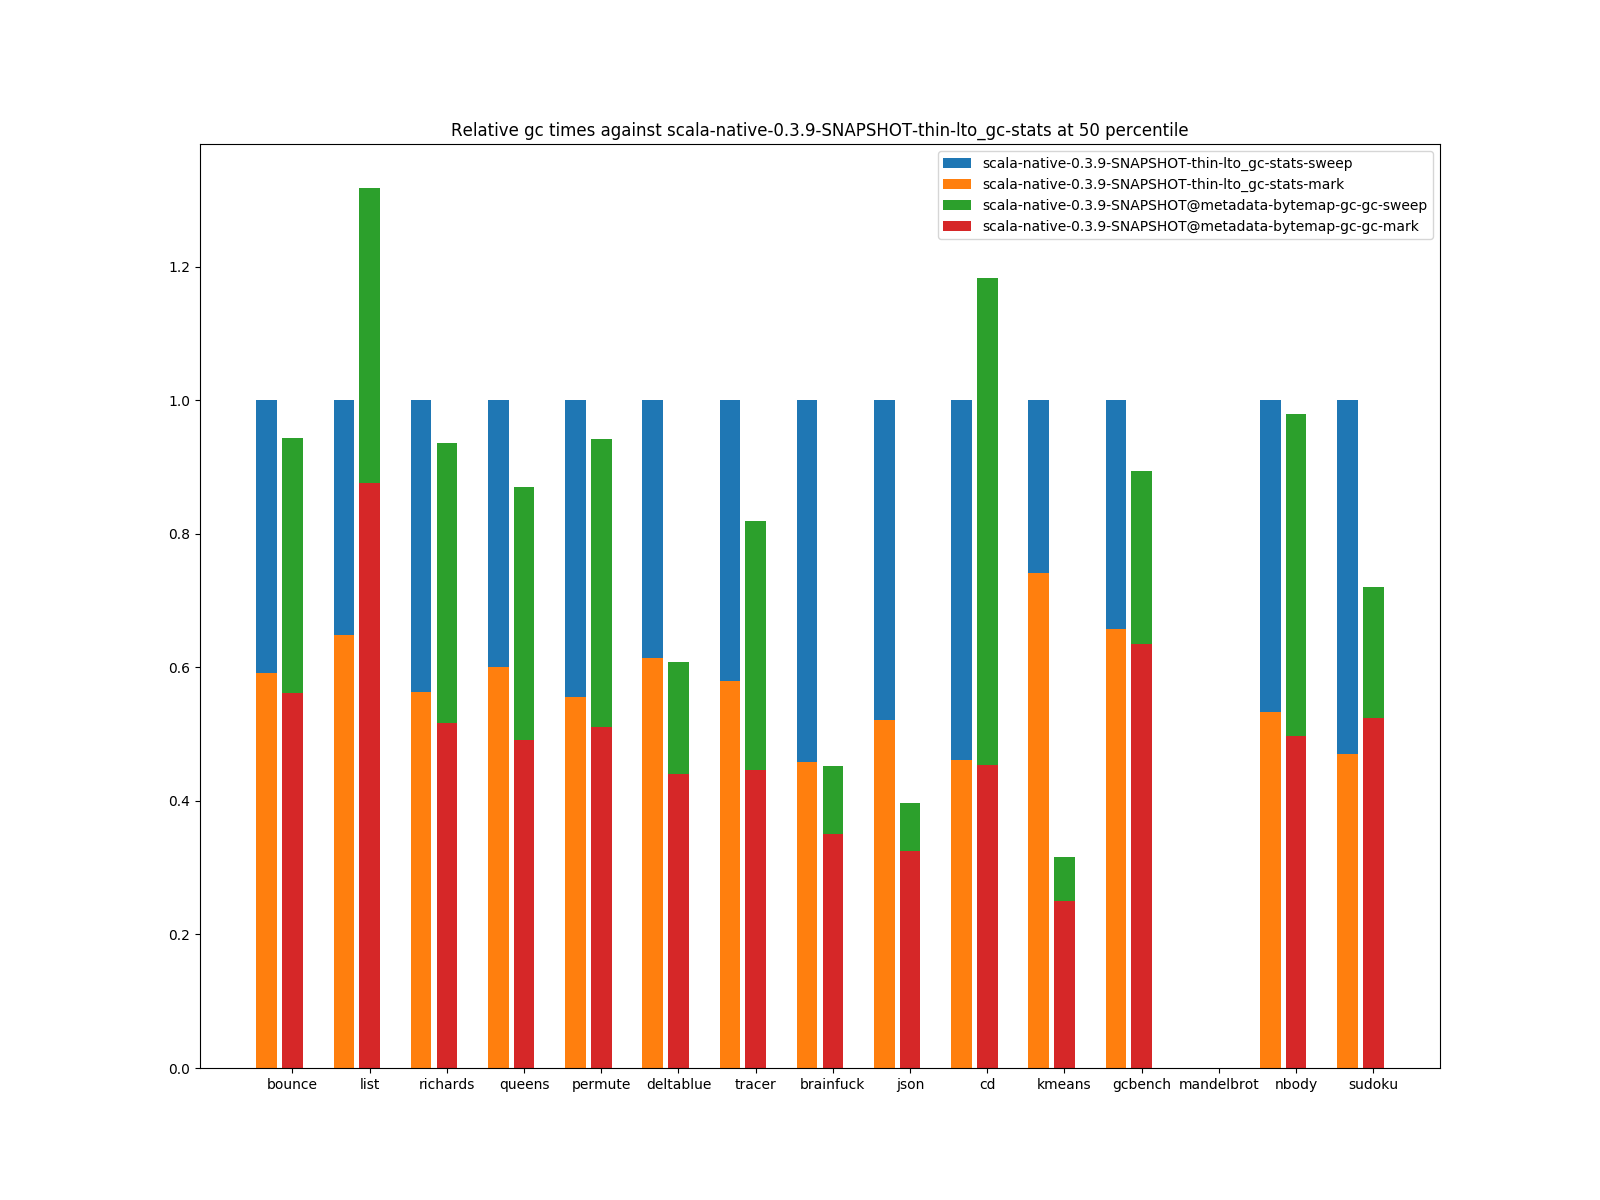 Relative gc times against scala-native-0.3.9-SNAPSHOT-thin-lto_gc-stats at 50 percentile
scala-native-0.3.9-SNAPSHOT-thin-lto_gc-stats-sweep
scala-native-0.3.9-SNAPSHOT-thin-lto_gc-stats-mark
scala-native-0.3.9-SNAPSHOT@metadata-bytemap-gc-gc-sweep
scala-native-0.3.9-SNAPSHOT@metadata-bytemap-gc-gc-mark
1.2
1.0
0.8
0.6
0.4
0.2
0.0
bounce list richards queens permute deltablue tracer brainfuck json cd kmeans gcbench mandelbrot nbody sudoku